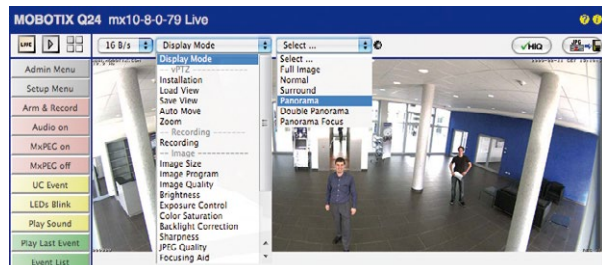 MOBOTIX Q24 mx10-8-0-79 Live
LIVE
16 B/s
Display Mode
Select ...
HIQ
JPG
Admin Menu
Setup Menu
Arm & Record
Audio on
MxPEG on
MxPEG off
UC Event
LEDs Blink
Play Sound
Play Last Event
Event List
Display Mode
-- vPTZ
Installation
Load View
Save View
Auto Move
Zoom
-- Recording
Recording
-- Image
Image Size
Image Program
Image Quality
Brightness
Exposure Control
Color Saturation
Backlight Correction
Sharpness
JPEG Quality
Focusing Aid
Select ...
Full Image
Normal
Surround
Panorama
Double Panorama
Panorama Focus